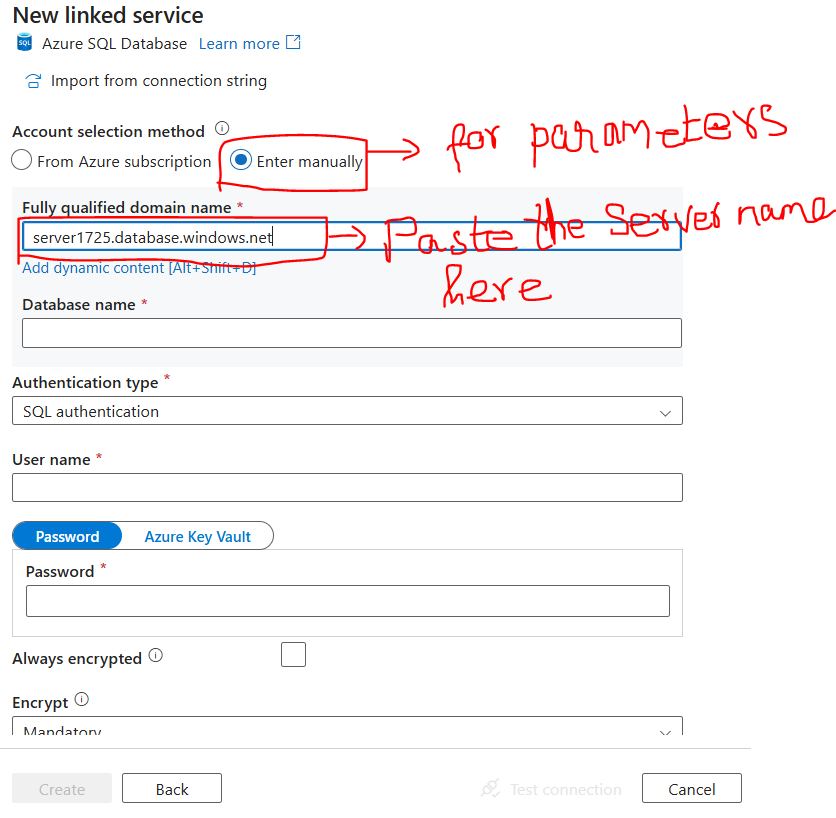 New linked service
SQL Azure SQL Database Learn more
Import from connection string
Account selection method
From Azure subscription Enter manually
for parameters
Fully qualified domain name *
server1725.database.windows.net
Paste the Server name
here
Add dynamic content [Alt+Shift+D]
Database name *
Authentication type *
SQL authentication
User name *
Password Azure Key Vault
Password *
Always encrypted
Encrypt
Mandatory
Create Back Test connection Cancel